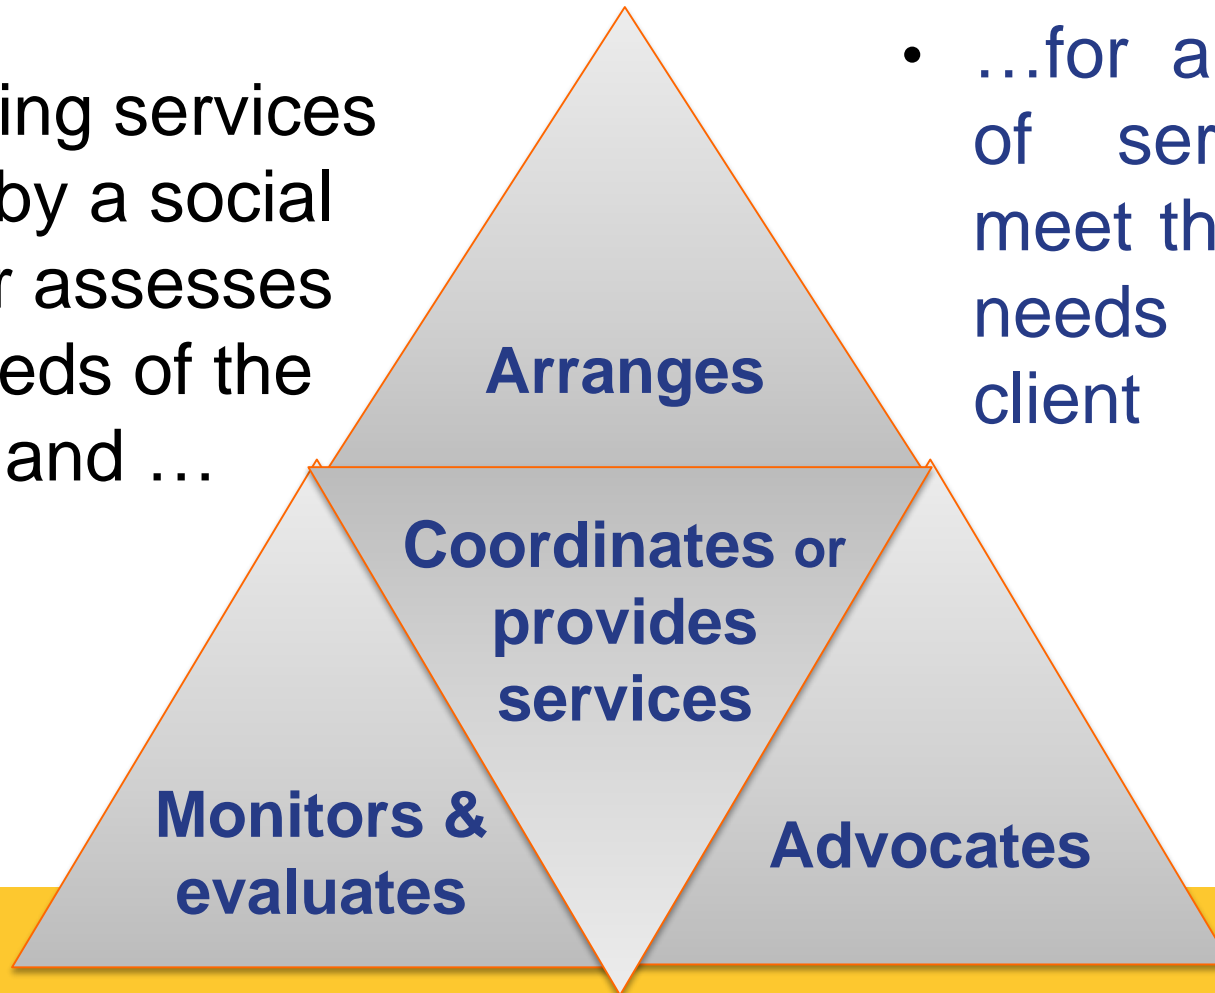 ing services
by a social
r assesses
eds of the
and …
Arranges
Coordinates or
provides
services
Monitors &
evaluates
Advocates
• …for a
of ser
meet th
needs
client